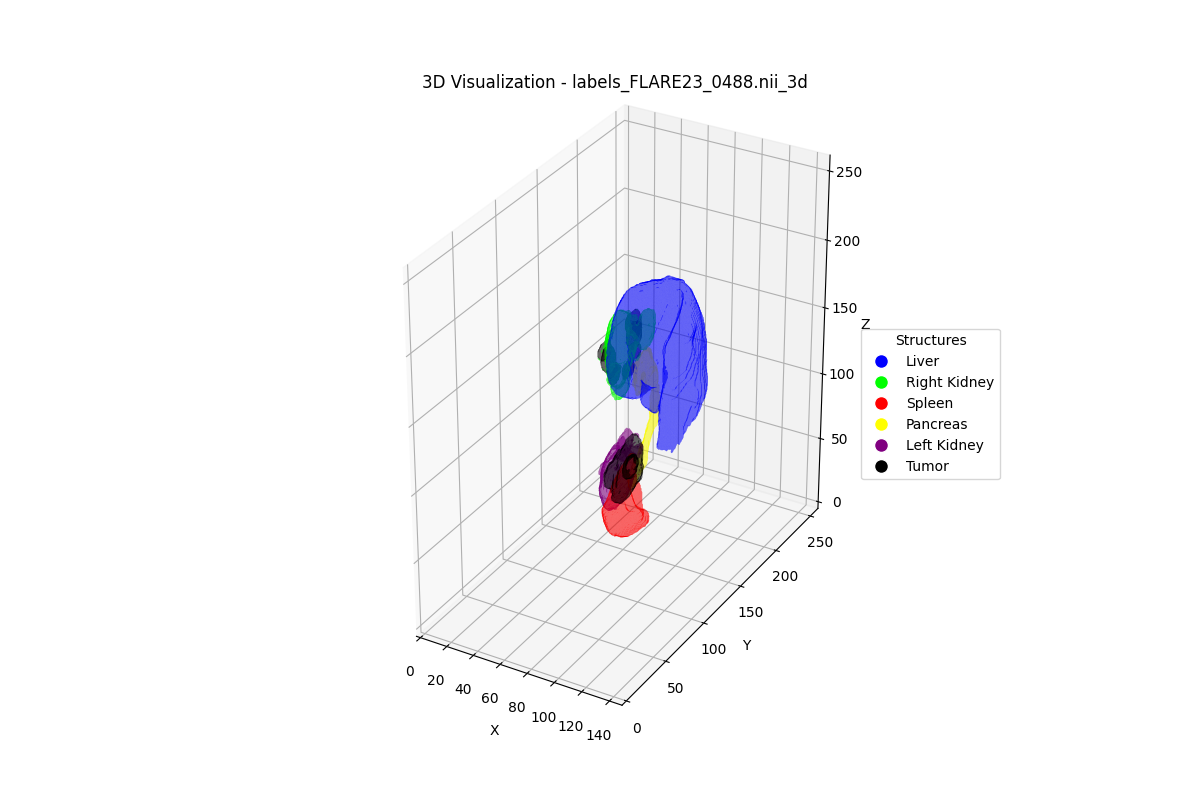 3D Visualization - labels_FLARE23_0488.nii_3d
250
200
150
100
50
0
Z
Structures
Liver
Right Kidney
Spleen
Pancreas
Left Kidney
Tumor
250
200
150
100
50
0
Y
0
20
40
60
80
100
120
140
X